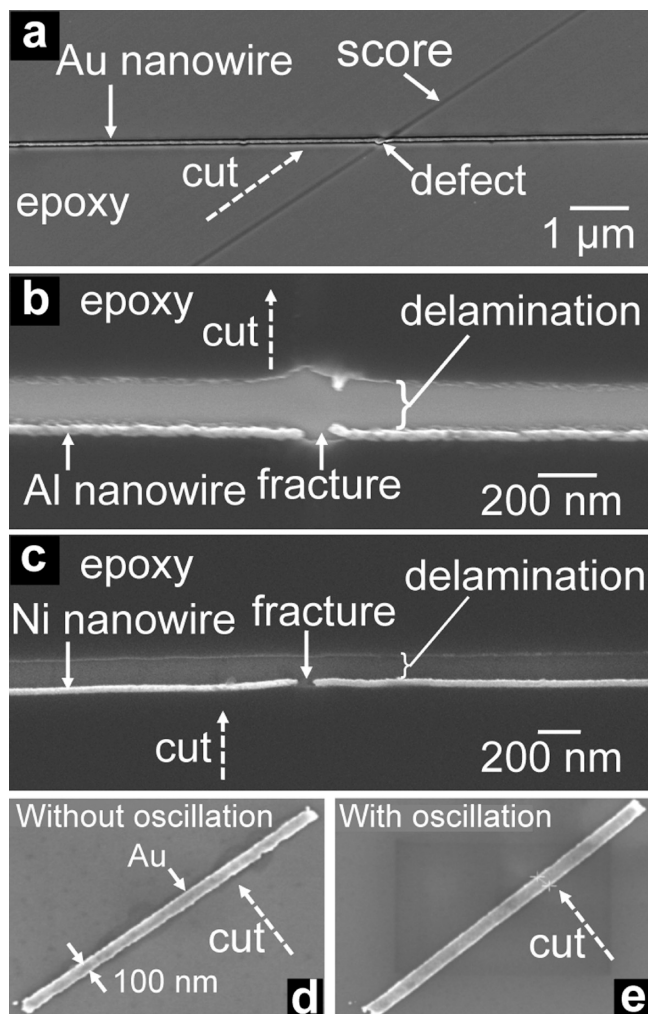 a
Au nanowire
score
cut
defect
epoxy
1 µm
b
epoxy
cut
delamination
Al nanowire
fracture
200 nm
c
epoxy
delamination
Ni nanowire
fracture
cut
200 nm
Without oscillation
Au
cut
100 nm
d
With oscillation
cut
e